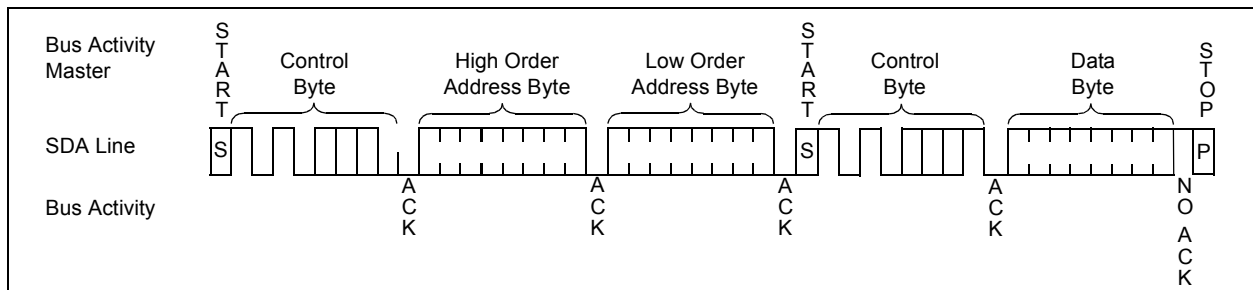 Bus Activity
Master
START
Control
Byte
High Order
Address Byte
Low Order
Address Byte
START
Control
Byte
Data
Byte
STOP
SDA Line
S
S
P
Bus Activity
ACK
ACK
ACK
ACK
NO ACK